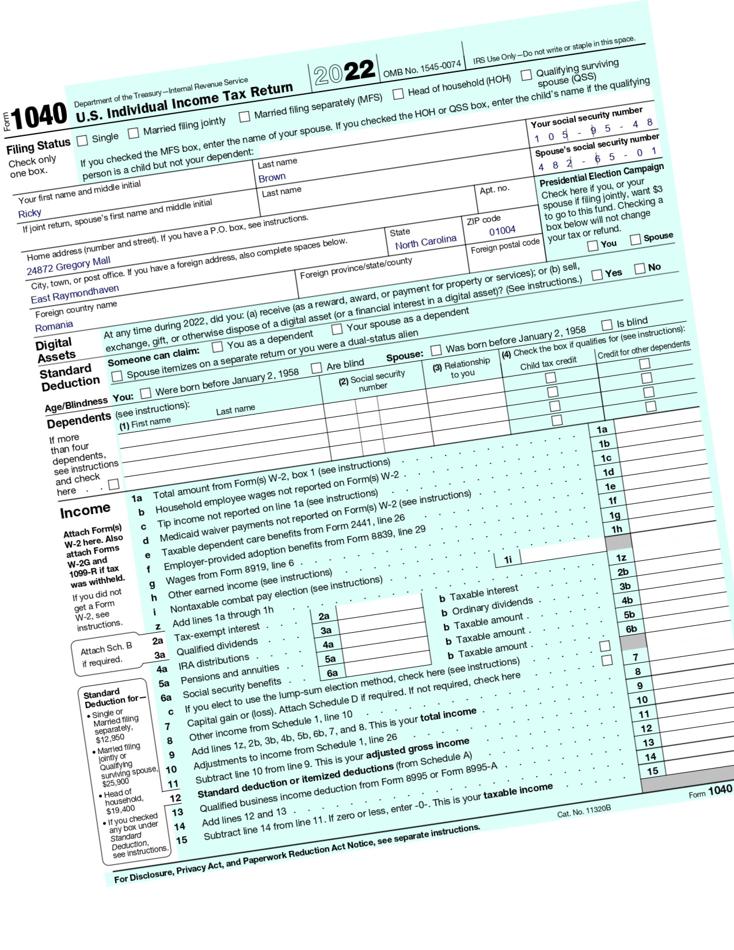 Form 1040 Department of the Treasury—Internal Revenue Service
U.S. Individual Income Tax Return 2022 OMB No. 1545-0074 IRS Use Only—Do not write or staple in this space.
Filing Status Single Married filing jointly Married filing separately (MFS) Head of household (HOH) Qualifying surviving spouse (QSS)
Check only one box.
If you checked the MFS box, enter the name of your spouse. If you checked the HOH or QSS box, enter the child's name if the qualifying
person is a child but not your dependent:
Your first name and middle initial Last name Your social security number
Ricky Brown 105-95-48
If joint return, spouse's first name and middle initial Last name Spouse's social security number
482-65-01
Home address (number and street). If you have a P.O. box, see instructions. Apt. no.
24872 Gregory Mall
City, town, or post office. If you have a foreign address, also complete spaces below. State ZIP code
East Raymondhaven North Carolina 01004
Foreign country name Foreign province/state/county Foreign postal code
Romania
Presidential Election Campaign
Check here if you, or your
spouse if filing jointly, want $3
to go to this fund. Checking a
box below will not change
your tax or refund.
You Spouse
Digital Assets
At any time during 2022, did you: (a) receive (as a reward, award, or payment for property or services); or (b) sell,
exchange, gift, or otherwise dispose of a digital asset (or a financial interest in a digital asset)? (See instructions.) Yes No
Standard Deduction
Someone can claim: You as a dependent Your spouse as a dependent
Spouse itemizes on a separate return or you were a dual-status alien
Age/Blindness You: Were born before January 2, 1958 Are blind Spouse: Was born before January 2, 1958 Is blind
Dependents (see instructions):
(1) First name Last name (2) Social security number (3) Relationship to you (4) Check the box if qualifies for (see instructions):
Child tax credit Credit for other dependents
If more
than four
dependents,
see instructions
and check
here . .
Income
Attach Form(s)
W-2 here. Also
attach Forms
W-2G and
1099-R if tax
was withheld.
If you did not
get a Form
W-2, see
instructions.
1a Total amount from Form(s) W-2, box 1 (see instructions) 1a
b Household employee wages not reported on Form(s) W-2 1b
c Tip income not reported on line 1a (see instructions) 1c
d Medicaid waiver payments not reported on Form(s) W-2 (see instructions) 1d
e Taxable dependent care benefits from Form 2441, line 26 1e
f Employer-provided adoption benefits from Form 8839, line 29 1f
g Wages from Form 8919, line 6 1g
h Other earned income (see instructions) 1h
i Nontaxable combat pay election (see instructions) 1i
z Add lines 1a through 1h 1z
Attach Sch. B
if required.
2a Tax-exempt interest 2a b Taxable interest 2b
3a Qualified dividends 3a b Ordinary dividends 3b
4a IRA distributions 4a b Taxable amount 4b
5a Pensions and annuities 5a b Taxable amount 5b
6a Social security benefits 6a b Taxable amount 6b
c If you elect to use the lump-sum election method, check here (see instructions)
7 Capital gain or (loss). Attach Schedule D if required. If not required, check here 7
8 Other income from Schedule 1, line 10 8
9 Add lines 1z, 2b, 3b, 4b, 5b, 6b, 7, and 8. This is your total income 9
10 Adjustments to income from Schedule 1, line 26 10
11 Subtract line 10 from line 9. This is your adjusted gross income 11
12 Standard deduction or itemized deductions (from Schedule A) 12
13 Qualified business income deduction from Form 8995 or Form 8995-A 13
14 Add lines 12 and 13 14
15 Subtract line 14 from line 11. If zero or less, enter -0-. This is your taxable income 15
Standard
Deduction for—
• Single or
Married filing
separately,
$12,950
• Married filing
jointly or
Qualifying
surviving spouse,
$25,900
• Head of
household,
$19,400
• If you checked
any box under
Standard
Deduction,
see instructions.
For Disclosure, Privacy Act, and Paperwork Reduction Act Notice, see separate instructions. Cat. No. 11320B Form 1040